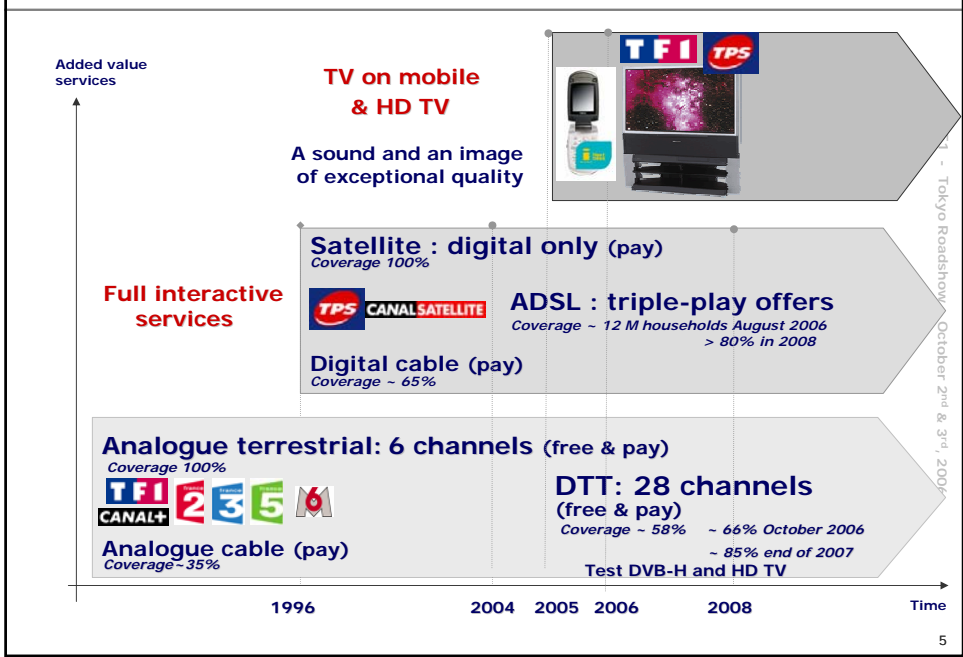 Added value
services
TV on mobile
& HD TV
A sound and an image
of exceptional quality
TF1
TPS
Full interactive
services
Satellite : digital only (pay)
Coverage 100%
TPS CANALSATELLITE
ADSL : triple-play offers
Coverage ~ 12 M households August 2006
> 80% in 2008
Digital cable (pay)
Coverage ~ 65%
Analogue terrestrial: 6 channels (free & pay)
Coverage 100%
TF1 2 3 5 M6
CANAL+
DTT: 28 channels
(free & pay)
Coverage ~ 58% ~ 66% October 2006
~ 85% end of 2007
Test DVB-H and HD TV
Analogue cable (pay)
Coverage~35%
1996 2004 2005 2006 2008 Time
1 - Tokyo Roadshow October 2nd & 3rd, 2006
5